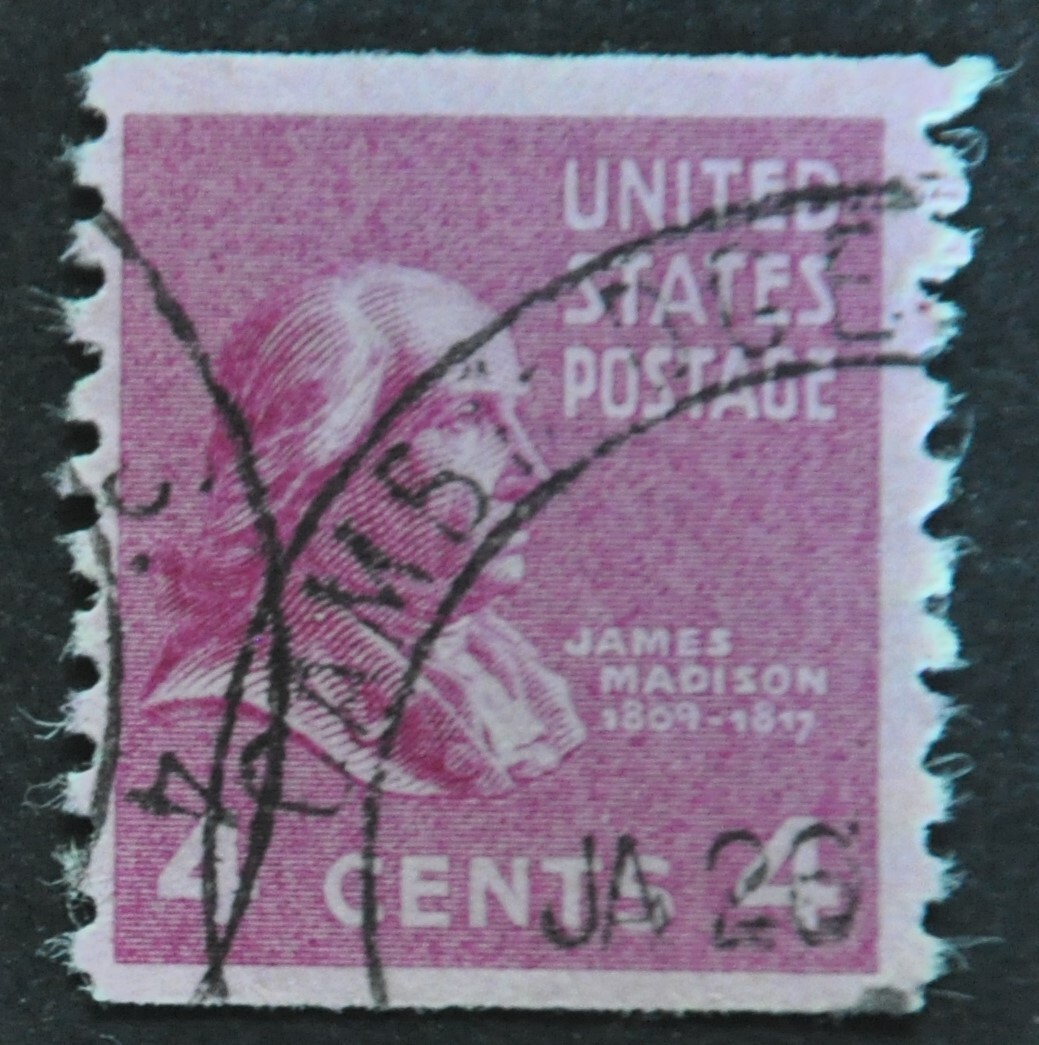 UNITED
STATES
POSTAGE
JAMES
MADISON
1809-1817
4 CENTS 4
JA 26